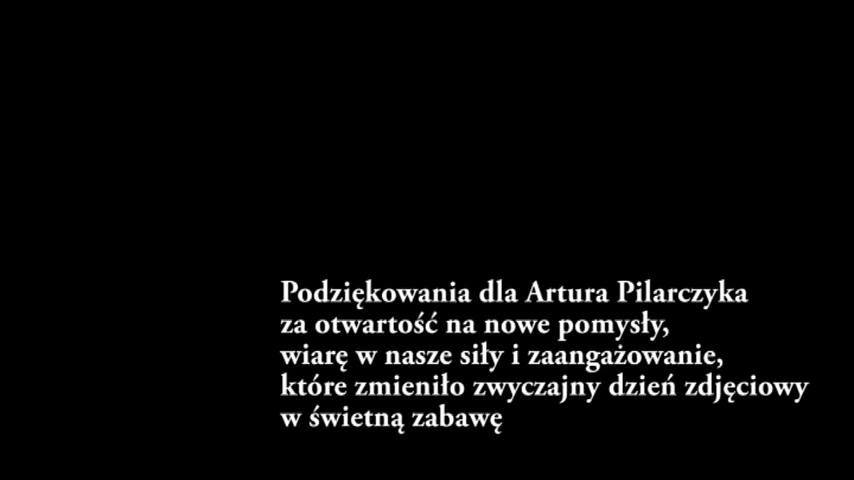 Podziękowania dla Artura Pilarczyka
za otwartość na nowe pomysły,
wiarę w nasze siły i zaangażowanie,
które zmieniło zwyczajny dzień zdjęciowy
w świetną zabawę